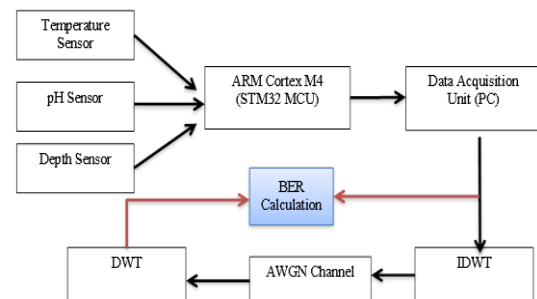 Temperature
Sensor
pH Sensor
Depth Sensor
ARM Cortex M4
(STM32 MCU)
Data Acquisition
Unit (PC)
BER
Calculation
DWT
AWGN Channel
IDWT